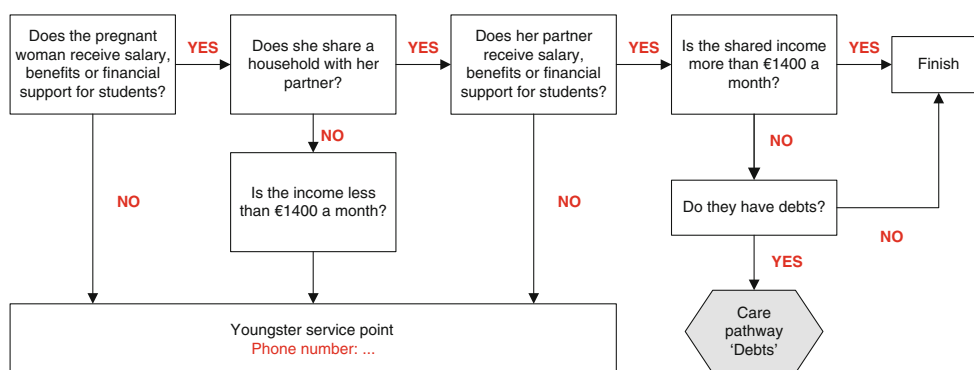 Does the pregnant
woman receive salary,
benefits or financial
support for students?
YES
Does she share a
household with her
partner?
YES
Does her partner
receive salary,
benefits or financial
support for students?
YES
Is the shared income
more than €1400 a
month?
YES
Finish
NO
NO
Is the income less
than €1400 a month?
NO
NO
Do they have debts?
NO
YES
Youngster service point
Phone number: ...
Care
pathway
‘Debts’